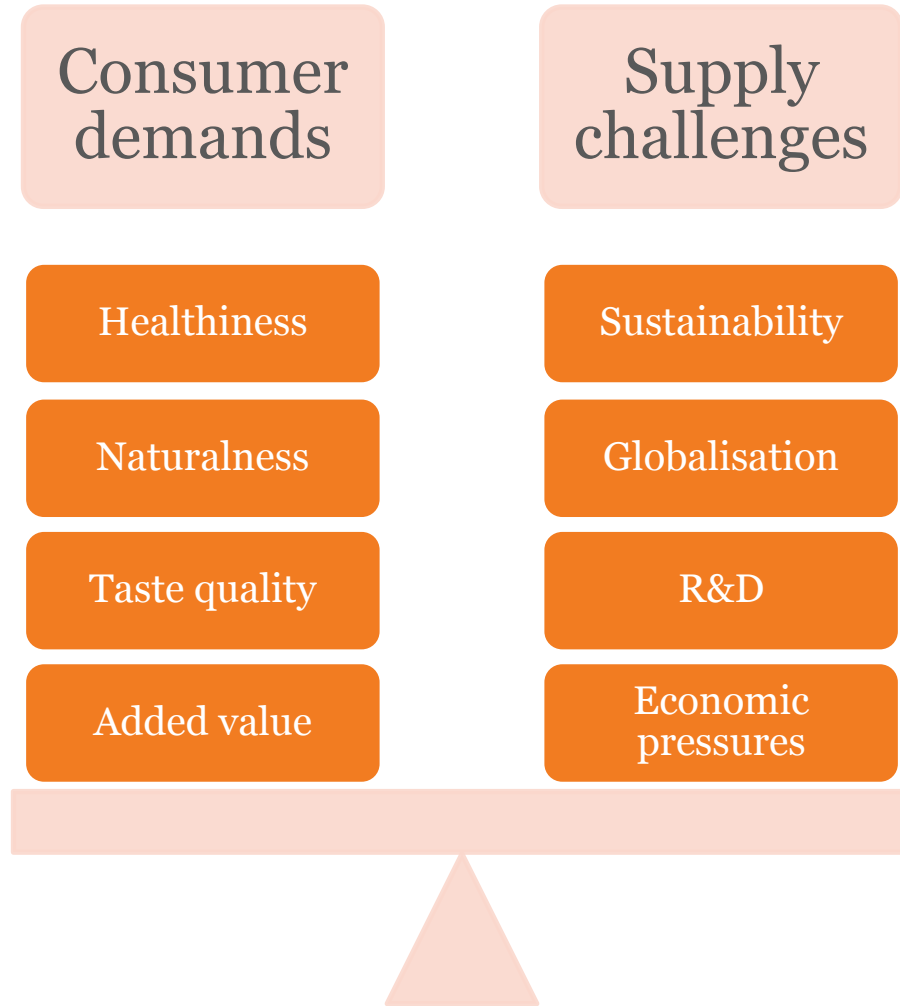 Consumer
demands
Healthiness
Naturalness
Taste quality
Added value
Supply
challenges
Sustainability
Globalisation
R&D
Economic
pressures